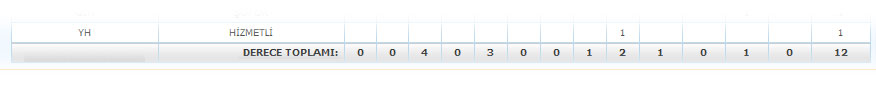 YH HİZMETLİ 1 1
DERECE TOPLAMI: 0 0 4 0 3 0 0 1 2 1 0 1 0 12